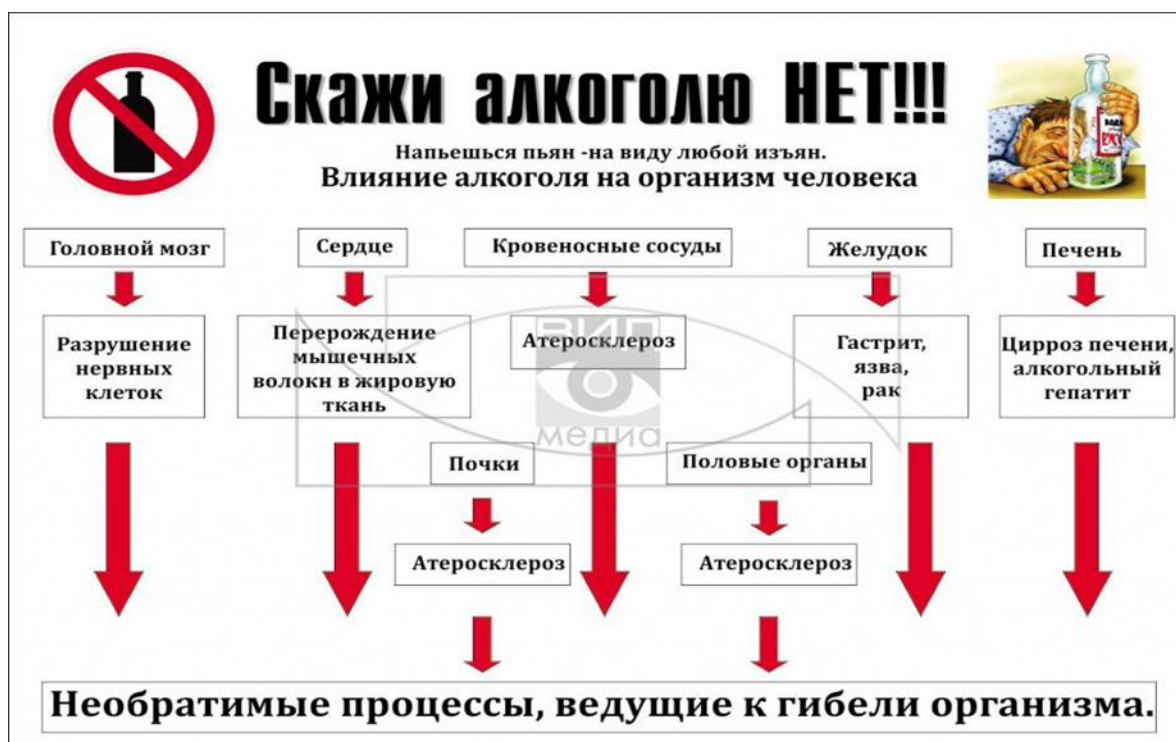 Скажи алкоголю НЕТ!!!
Напьешься пьян -на виду любой изъян.
Влияние алкоголя на организм человека
Головной мозг
Сердце
Кровеносные сосуды
Желудок
Печень
Разрушение
нервных
клеток
Перерождение
мышечных
волокн в жировую
ткань
Атеросклероз
Гастрит,
язва,
рак
Цирроз печени,
алкогольный
гепатит
ВИП
медиа
Почки
Половые органы
Атеросклероз
Атеросклероз
Необратимые процессы, ведущие к гибели организма.